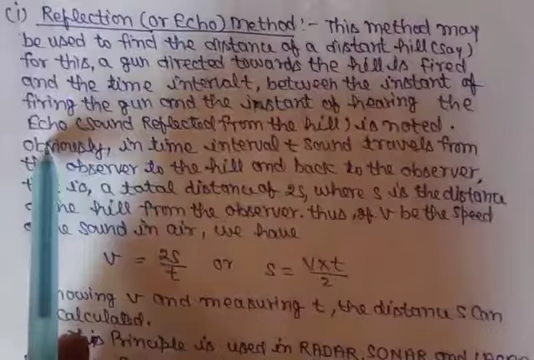 (i) Reflection (or Echo) Method :- This method may
be used to find the distance of a distant hill (say)
for this, a gun directed towards the hill is fired
and the time interval t, between the instant of
firing the gun and the instant of hearing the
Echo (sound Reflected from the hill) is noted.
Obviously, in time interval t sound travels from
observer to the hill and back to the observer,
is, a total distance of 2s, where s is the distance
hill from the observer. thus, if v be the speed
sound in air, we have
v = 2s/t or s = v×t/2
nowing v and measuring t, the distance s can
calculated.
Principle is used in RADAR, SONAR and